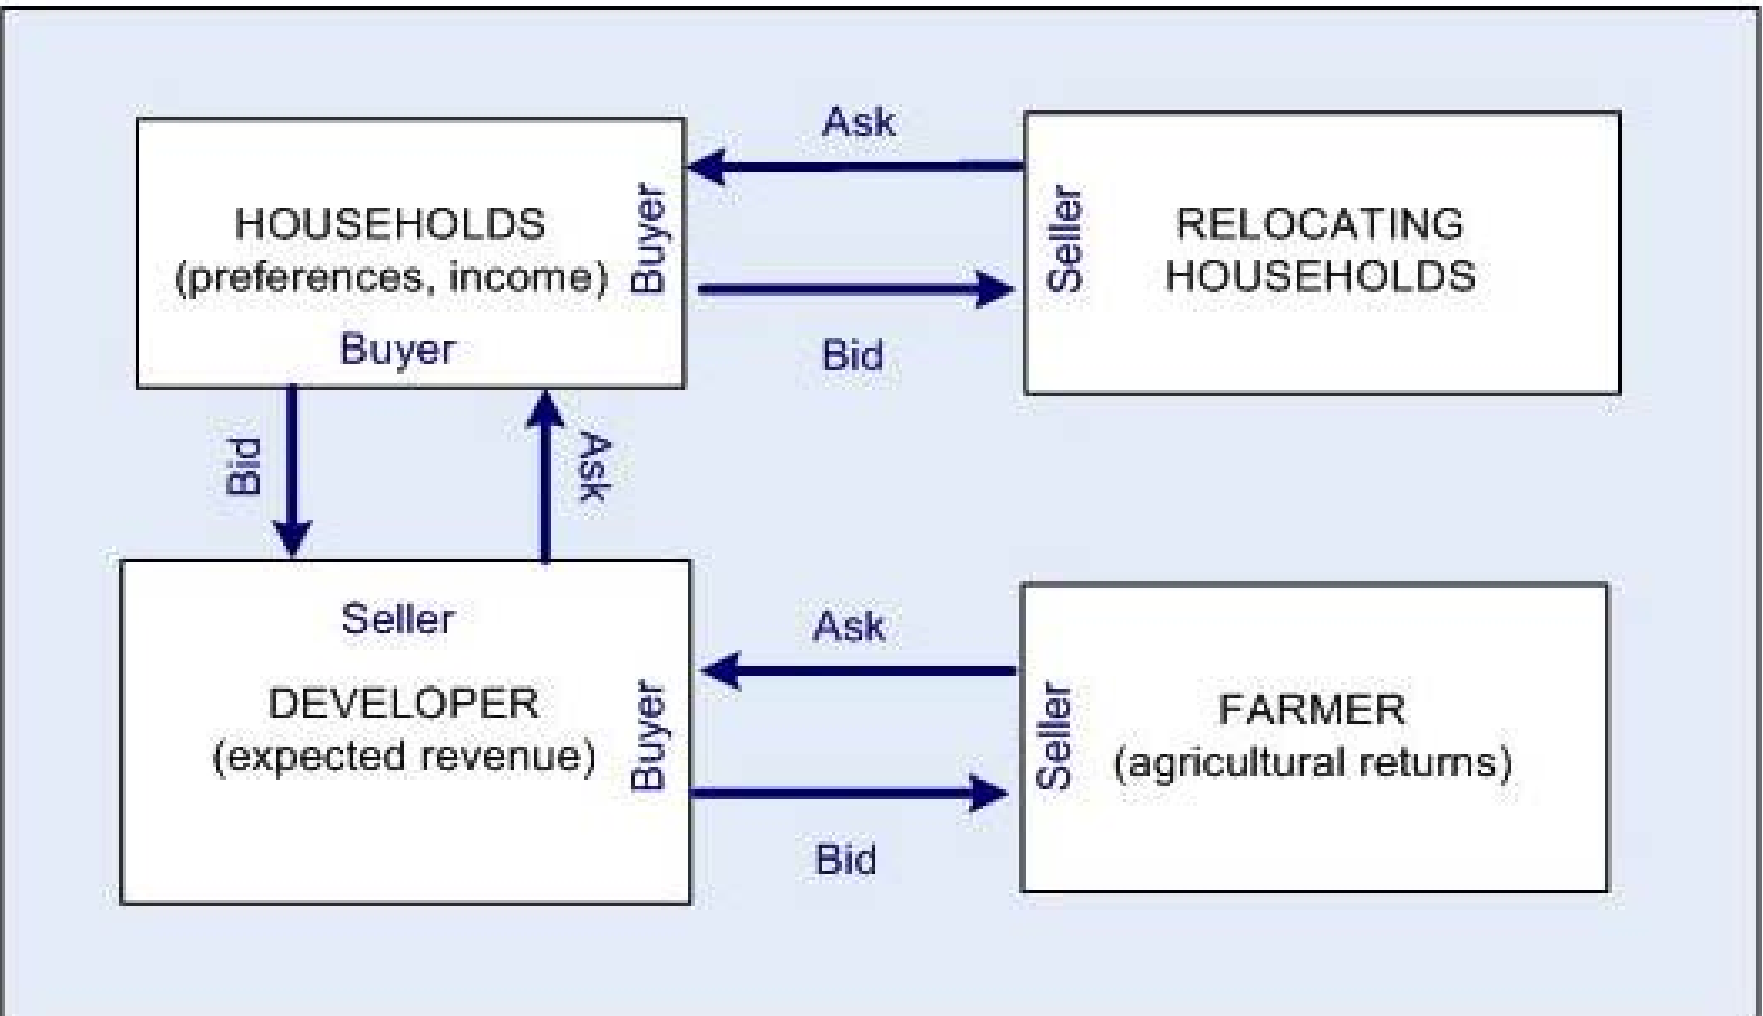 Ask
HOUSEHOLDS
(preferences, income)
Buyer
Buyer
Seller
RELOCATING
HOUSEHOLDS
Bid
Bid
Ask
Seller
DEVELOPER
(expected revenue)
Buyer
Ask
Seller
FARMER
(agricultural returns)
Bid